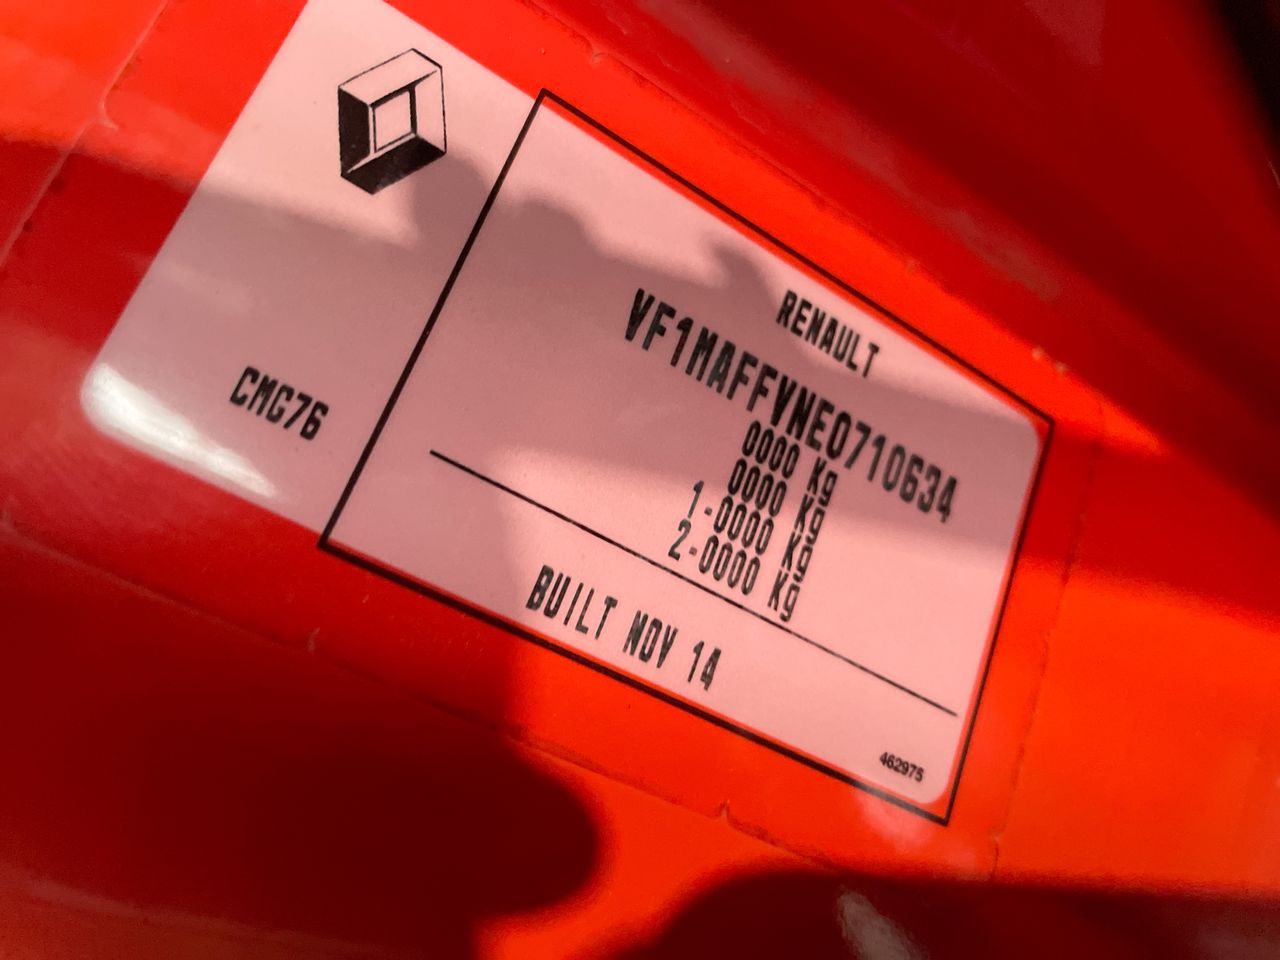 RENAULT
VF1MAFFVNE0710634
0000 Kg
0000 Kg
1-0000 Kg
2-0000 Kg
CMG76
BUILT NOV 14
462975